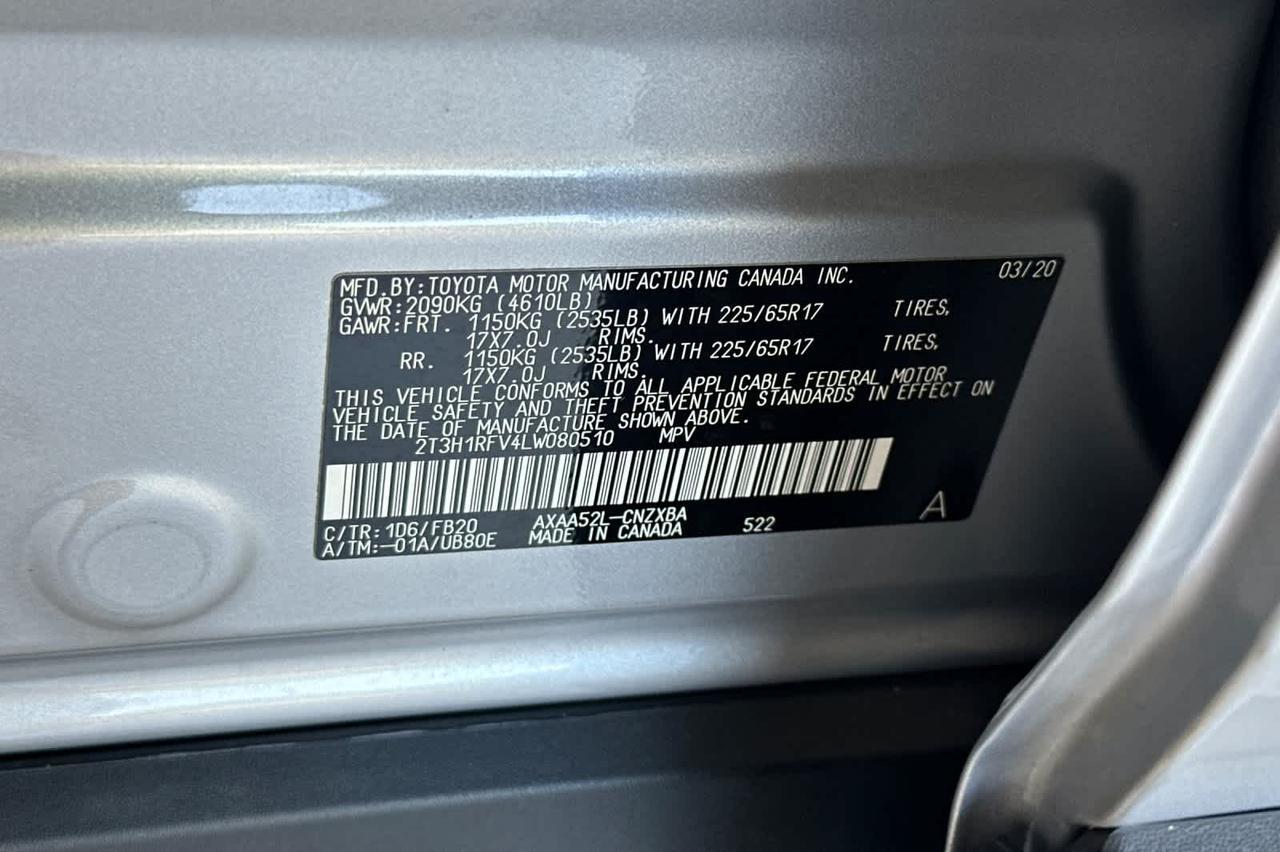 MFD.BY:TOYOTA MOTOR MANUFACTURING CANADA INC. 03/20
GVWR:2090KG (4610LB)
GAWR:FRT. 1150KG (2535LB) WITH 225/65R17 TIRES,
17X7.0J RIMS.
RR. 1150KG (2535LB) WITH 225/65R17 TIRES,
17X7.0J RIMS.
THIS VEHICLE CONFORMS TO ALL APPLICABLE FEDERAL MOTOR
VEHICLE SAFETY AND THEFT PREVENTION STANDARDS IN EFFECT ON
THE DATE OF MANUFACTURE SHOWN ABOVE.
2T3H1RFV4LW080510 MPV
C/TR:1D6/FB20 AXAA52L-CNZXBA 522 A
A/TM:-01A/UB80E MADE IN CANADA